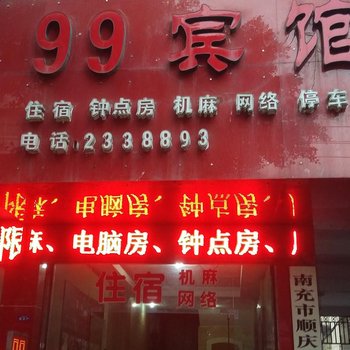 99宾馆
住宿 钟点房 机麻 网络 停车
电话:2338893
麻、电脑房、钟点房、
住宿 机麻
网络
南充市顺庆